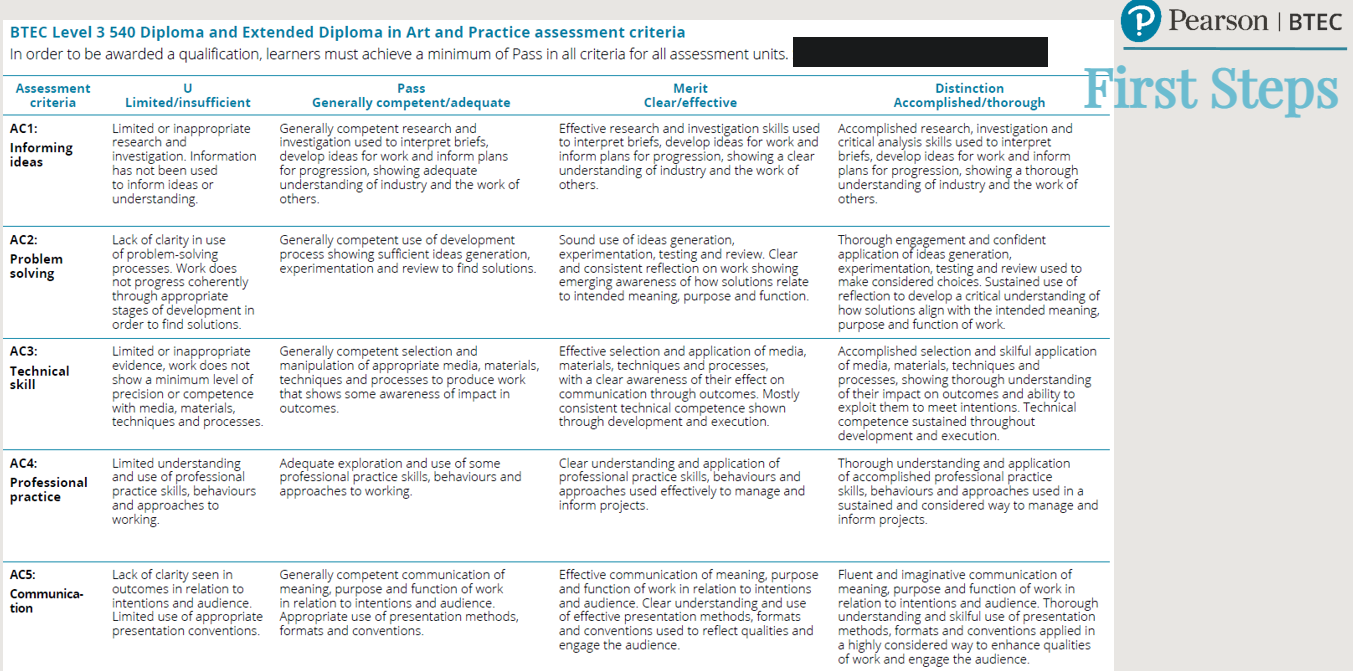 BTEC Level 3 540 Diploma and Extended Diploma in Art and Practice assessment criteria
In order to be awarded a qualification, learners must achieve a minimum of Pass in all criteria for all assessment units.
Pearson | BTEC
First Steps
Assessment
criteria
U
Limited/insufficient
Pass
Generally competent/adequate
Merit
Clear/effective
Distinction
Accomplished/thorough
AC1:
Informing
ideas
Limited or inappropriate
research and
investigation. Information
has not been used
to inform ideas or
understanding.
Generally competent research and
investigation used to interpret briefs,
develop ideas for work and inform plans
for progression, showing adequate
understanding of industry and the work of
others.
Effective research and investigation skills used
to interpret briefs, develop ideas for work and
inform plans for progression, showing a clear
understanding of industry and the work of
others.
Accomplished research, investigation and
critical analysis skills used to interpret
briefs, develop ideas for work and inform
plans for progression, showing a thorough
understanding of industry and the work of
others.
AC2:
Problem
solving
Lack of clarity in use
of problem-solving
processes. Work does
not progress coherently
through appropriate
stages of development in
order to find solutions.
Generally competent use of development
process showing sufficient ideas generation,
experimentation and review to find solutions.
Sound use of ideas generation,
experimentation, testing and review. Clear
and consistent reflection on work showing
emerging awareness of how solutions relate
to intended meaning, purpose and function.
Thorough engagement and confident
application of ideas generation,
experimentation, testing and review used to
make considered choices. Sustained use of
reflection to develop a critical understanding of
how solutions align with the intended meaning,
purpose and function of work.
AC3:
Technical
skill
Limited or inappropriate
evidence, work does not
show a minimum level of
precision or competence
with media, materials,
techniques and processes.
Generally competent selection and
manipulation of appropriate media, materials,
techniques and processes to produce work
that shows some awareness of impact in
outcomes.
Effective selection and application of media,
materials, techniques and processes,
with a clear awareness of their effect on
communication through outcomes. Mostly
consistent technical competence shown
through development and execution.
Accomplished selection and skilful application
of media, materials, techniques and
processes, showing thorough understanding
of their impact on outcomes and ability to
exploit them to meet intentions. Technical
competence sustained throughout
development and execution.
AC4:
Professional
practice
Limited understanding
and use of professional
practice skills, behaviours
and approaches to
working.
Adequate exploration and use of some
professional practice skills, behaviours and
approaches to working.
Clear understanding and application of
professional practice skills, behaviours and
approaches used effectively to manage and
inform projects.
Thorough understanding and application
of accomplished professional practice
skills, behaviours and approaches used in a
sustained and considered way to manage and
inform projects.
AC5:
Communica-
tion
Lack of clarity seen in
outcomes in relation to
intentions and audience.
Limited use of appropriate
presentation conventions.
Generally competent communication of
meaning, purpose and function of work
in relation to intentions and audience.
Appropriate use of presentation methods,
formats and conventions.
Effective communication of meaning, purpose
and function of work in relation to intentions
and audience. Clear understanding and use
of effective presentation methods, formats
and conventions used to reflect qualities and
engage the audience.
Fluent and imaginative communication of
meaning, purpose and function of work in
relation to intentions and audience. Thorough
understanding and skilful use of presentation
methods, formats and conventions applied in
a highly considered way to enhance qualities
of work and engage the audience.